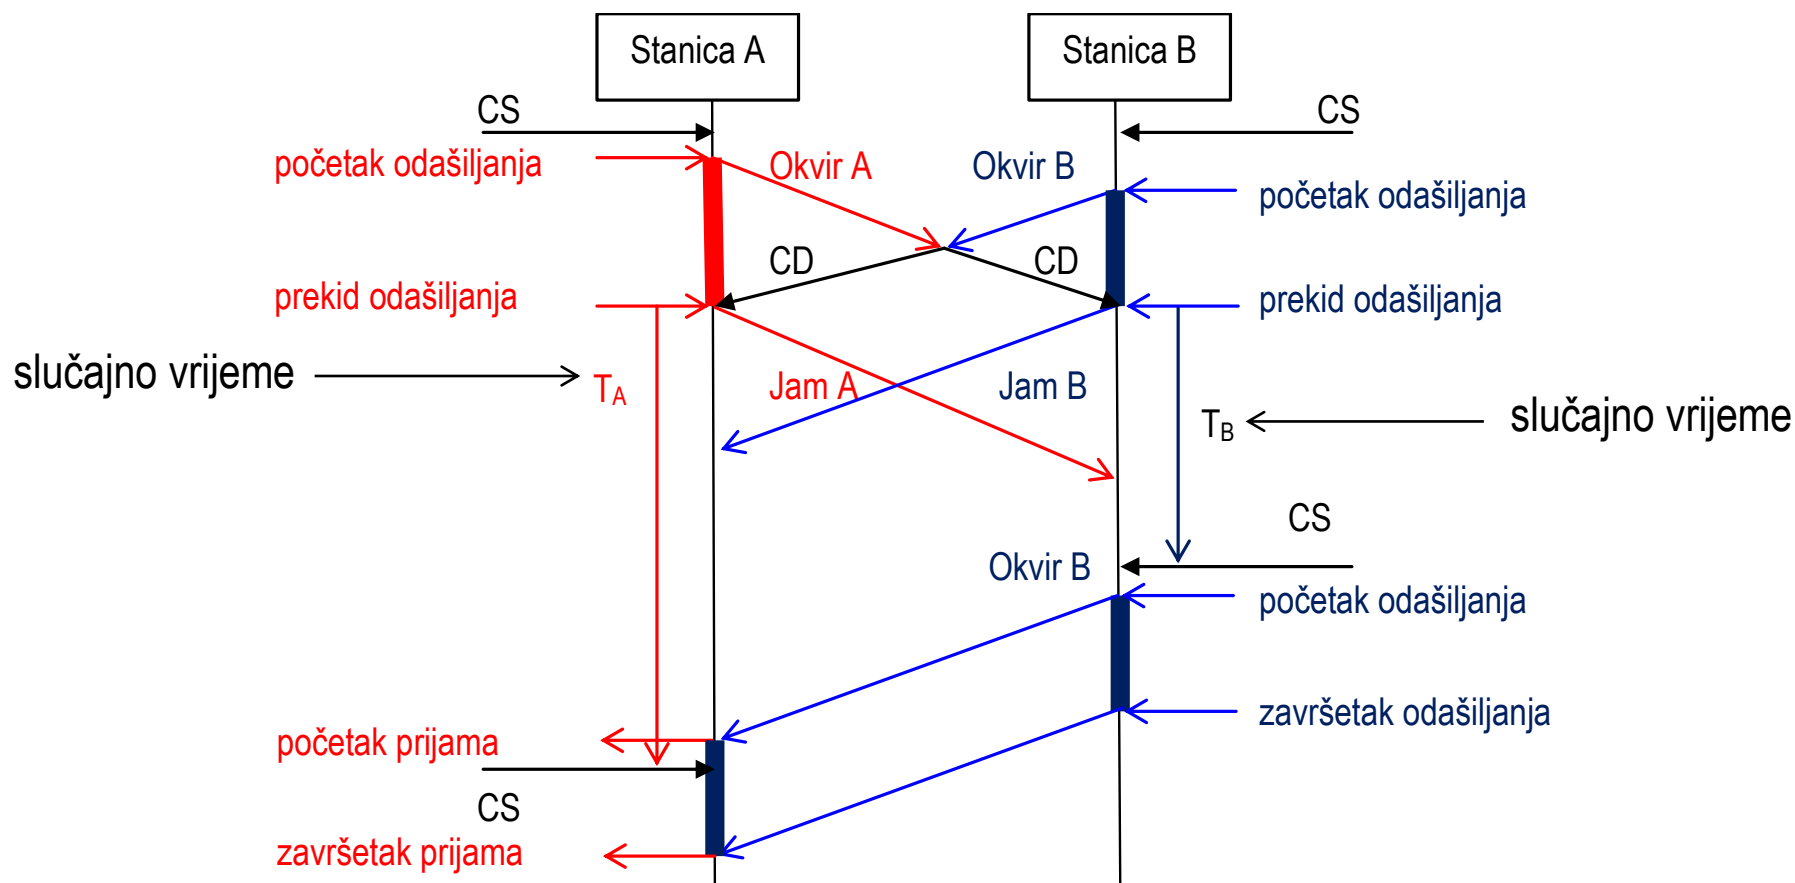 Stanica A
Stanica B
CS
CS
početak odašiljanja
Okvir A
Okvir B
početak odašiljanja
CD
CD
prekid odašiljanja
prekid odašiljanja
slučajno vrijeme
TA
Jam A
Jam B
TB
slučajno vrijeme
CS
Okvir B
početak odašiljanja
završetak odašiljanja
početak prijama
CS
završetak prijama